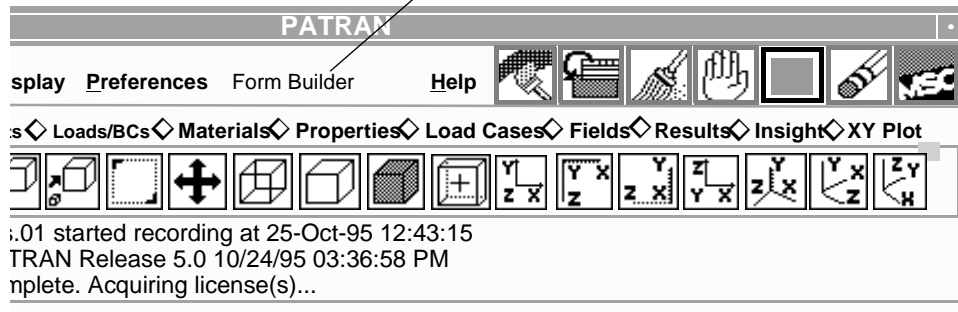 PATRAN
splay Preferences Form Builder Help
s Loads/BCs Materials Properties Load Cases Fields Results Insight XY Plot
Y Z X Y X Z Y Z X Z Y X Y Z X Y X Z Z Y X
s.01 started recording at 25-Oct-95 12:43:15
TRAN Release 5.0 10/24/95 03:36:58 PM
mplete. Acquiring license(s)...